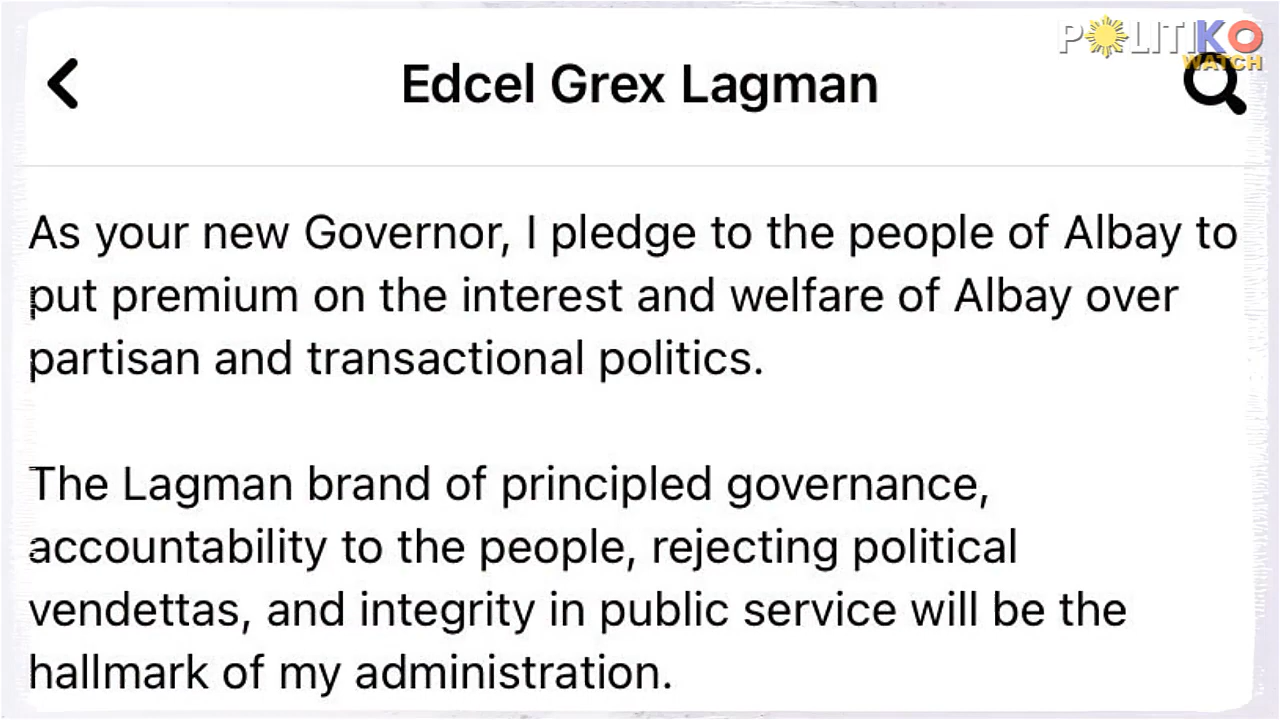 POLITIKO
WATCH
Edcel Grex Lagman
As your new Governor, I pledge to the people of Albay to
put premium on the interest and welfare of Albay over
partisan and transactional politics.
The Lagman brand of principled governance,
accountability to the people, rejecting political
vendettas, and integrity in public service will be the
hallmark of my administration.